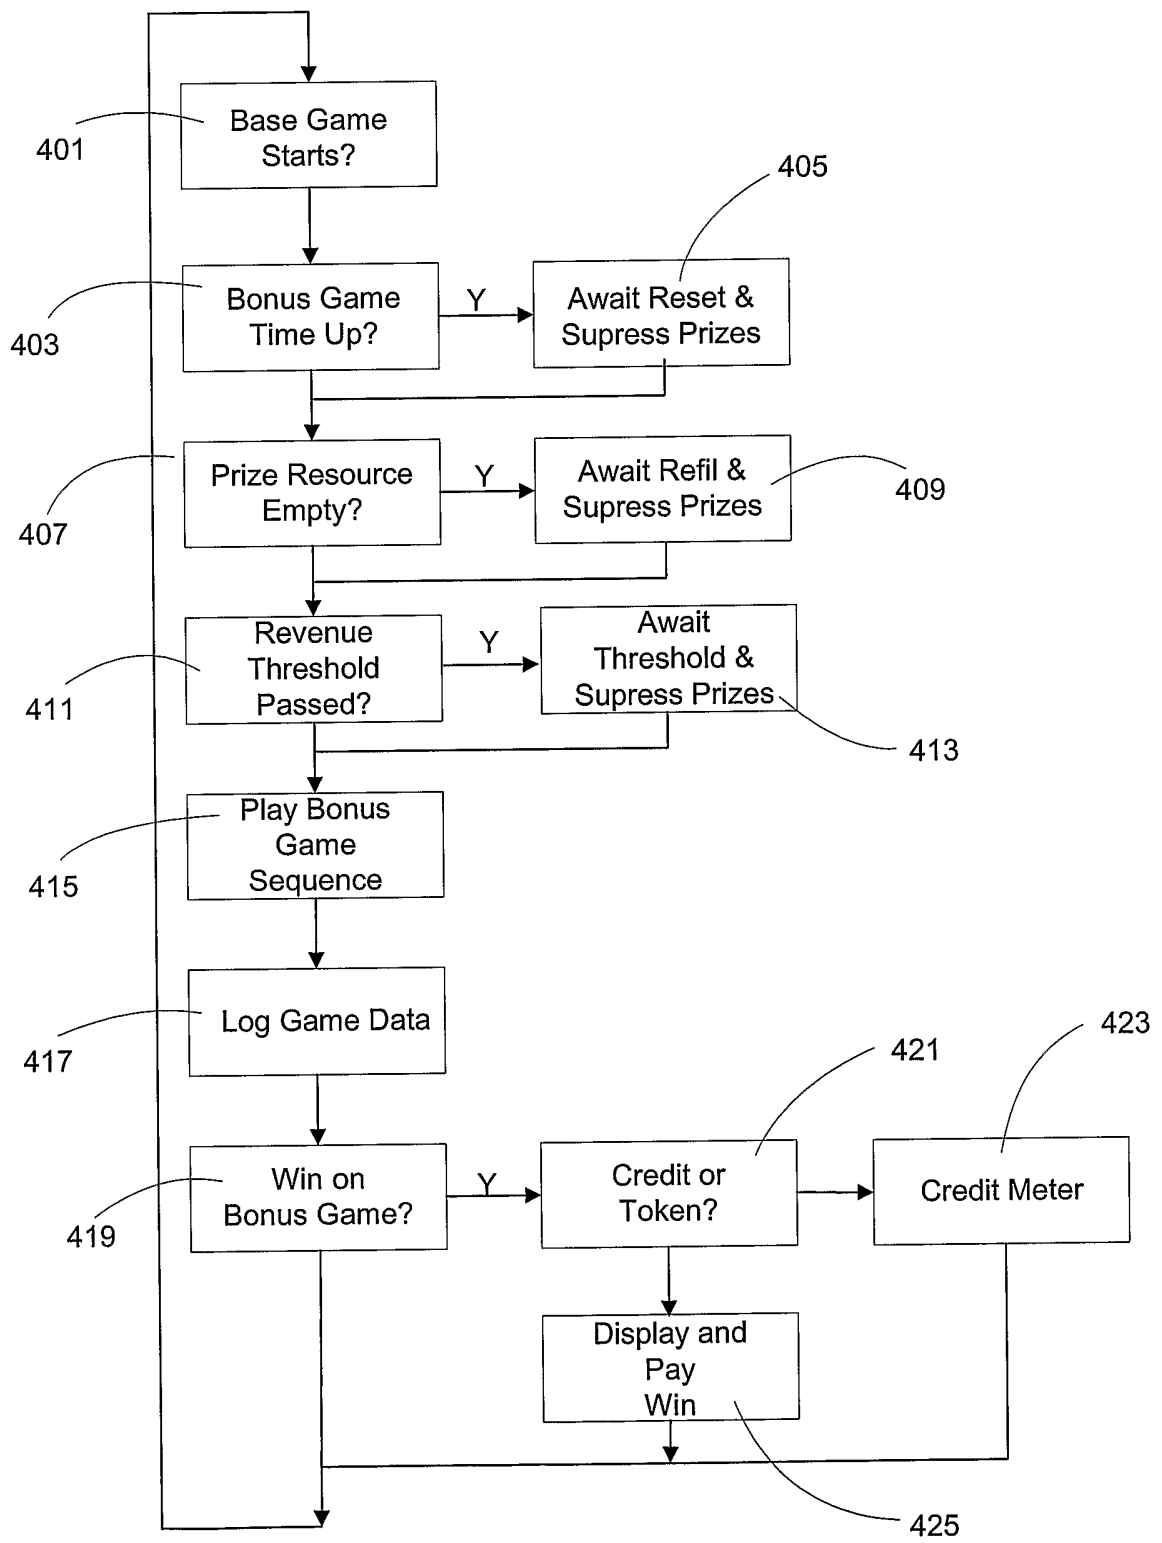 Base Game
Starts?
401
405
Bonus Game
Time Up?
403
Y
Await Reset &
Supress Prizes
Prize Resource
Empty?
407
Y
Await Refil &
Supress Prizes
409
Revenue
Threshold
Passed?
411
Y
Await
Threshold &
Supress Prizes
413
Play Bonus
Game
Sequence
415
Log Game Data
417
Win on
Bonus Game?
419
Y
Credit or
Token?
421
Credit Meter
423
Display and
Pay
Win
425